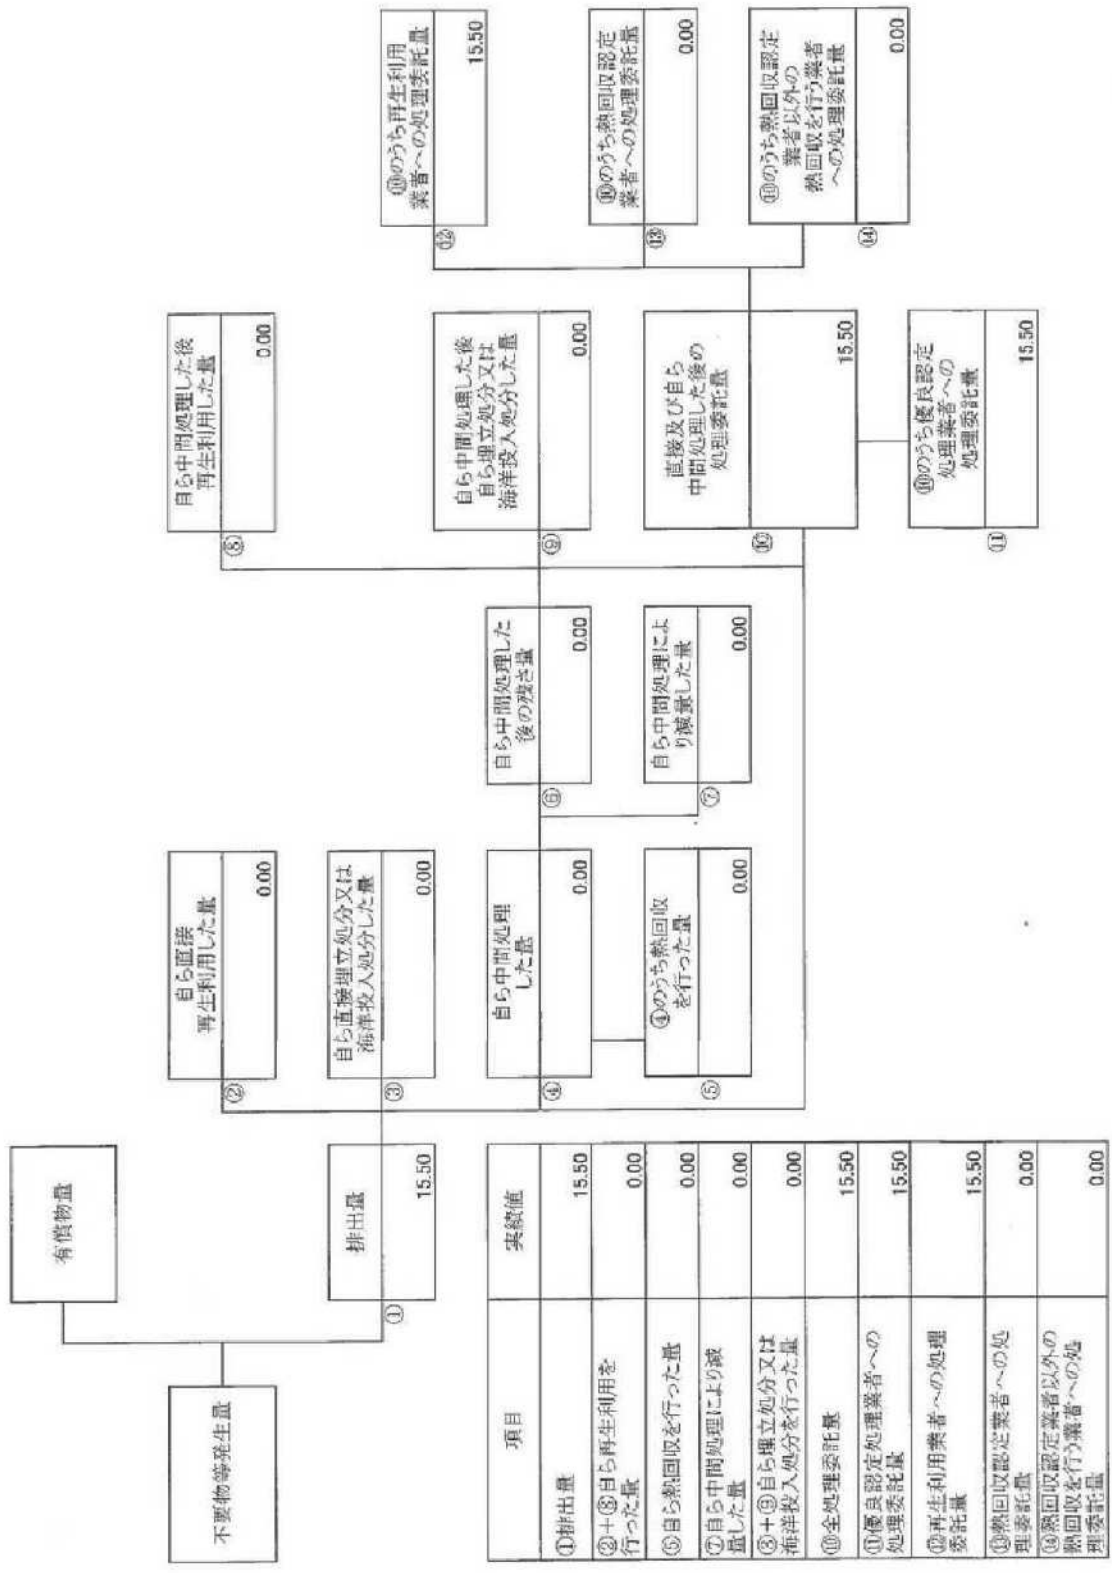 不要物等発生量
有償物量
排出量
①
15.50
自ら直接
再生利用した量
②
0.00
自ら直接埋立処分又は
海洋投入処分した量
③
0.00
自ら中間処理
した量
④
0.00
④のうち熱回収
を行った量
⑤
0.00
自ら中間処理した
後の残さ量
⑥
0.00
自ら中間処理によ
り減量した量
⑦
0.00
自ら中間処理した後
再生利用した量
⑧
0.00
自ら中間処理した後
自ら埋立処分又は
海洋投入処分した量
⑨
0.00
直接及び自ら
中間処理した後の
処理委託量
⑩
15.50
⑩のうち優良認定
処理業者への
処理委託量
⑪
15.50
⑩のうち再生利用
業者への処理委託量
⑫
15.50
⑩のうち熱回収認定
業者への処理委託量
⑬
0.00
⑩のうち熱回収認定
業者以外の
熱回収を行う業者
への処理委託量
⑭
0.00
項目 実績値
①排出量 15.50
②+⑧自ら再生利用を
行った量 0.00
⑤自ら熱回収を行った量 0.00
⑦自ら中間処理により減
量した量 0.00
③+⑨自ら埋立処分又は
海洋投入処分を行った量 0.00
⑩全処理委託量 15.50
⑪優良認定処理業者への
処理委託量 15.50
⑫再生利用業者への処理
委託量 15.50
⑬熱回収認定業者への処
理委託量 0.00
⑭熱回収認定業者以外の
熱回収を行う業者への処
理委託量 0.00